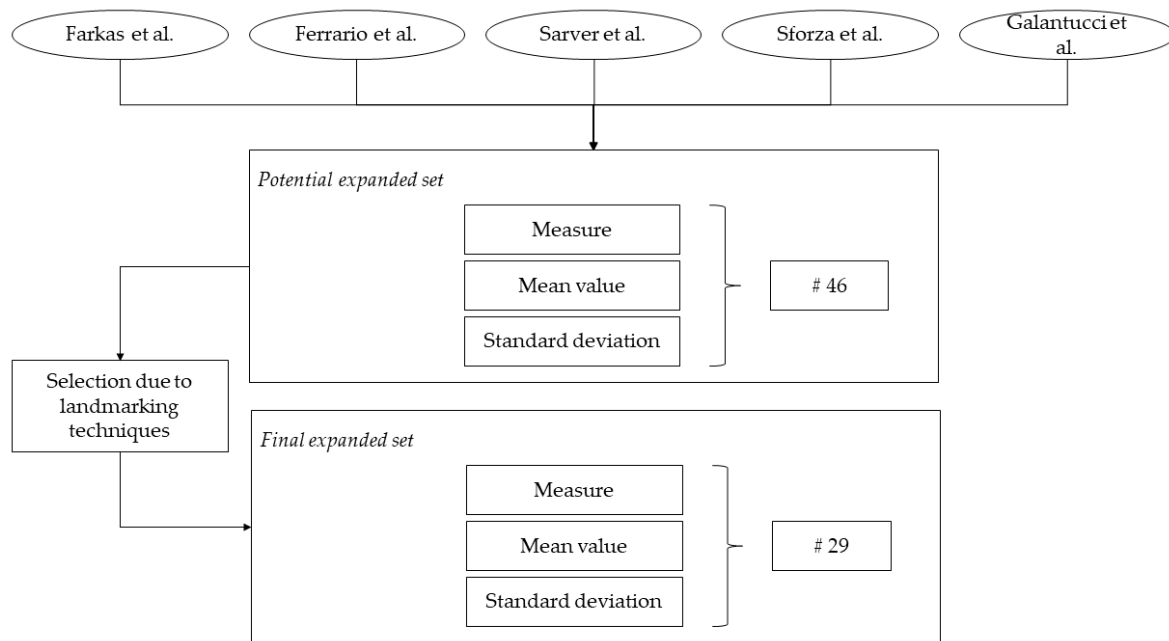 Farkas et al.
Ferrario et al.
Sarver et al.
Sforza et al.
Galantucci et
al.
Potential expanded set
Measure
Mean value
# 46
Standard deviation
Selection due to
landmarking
techniques
Final expanded set
Measure
Mean value
# 29
Standard deviation